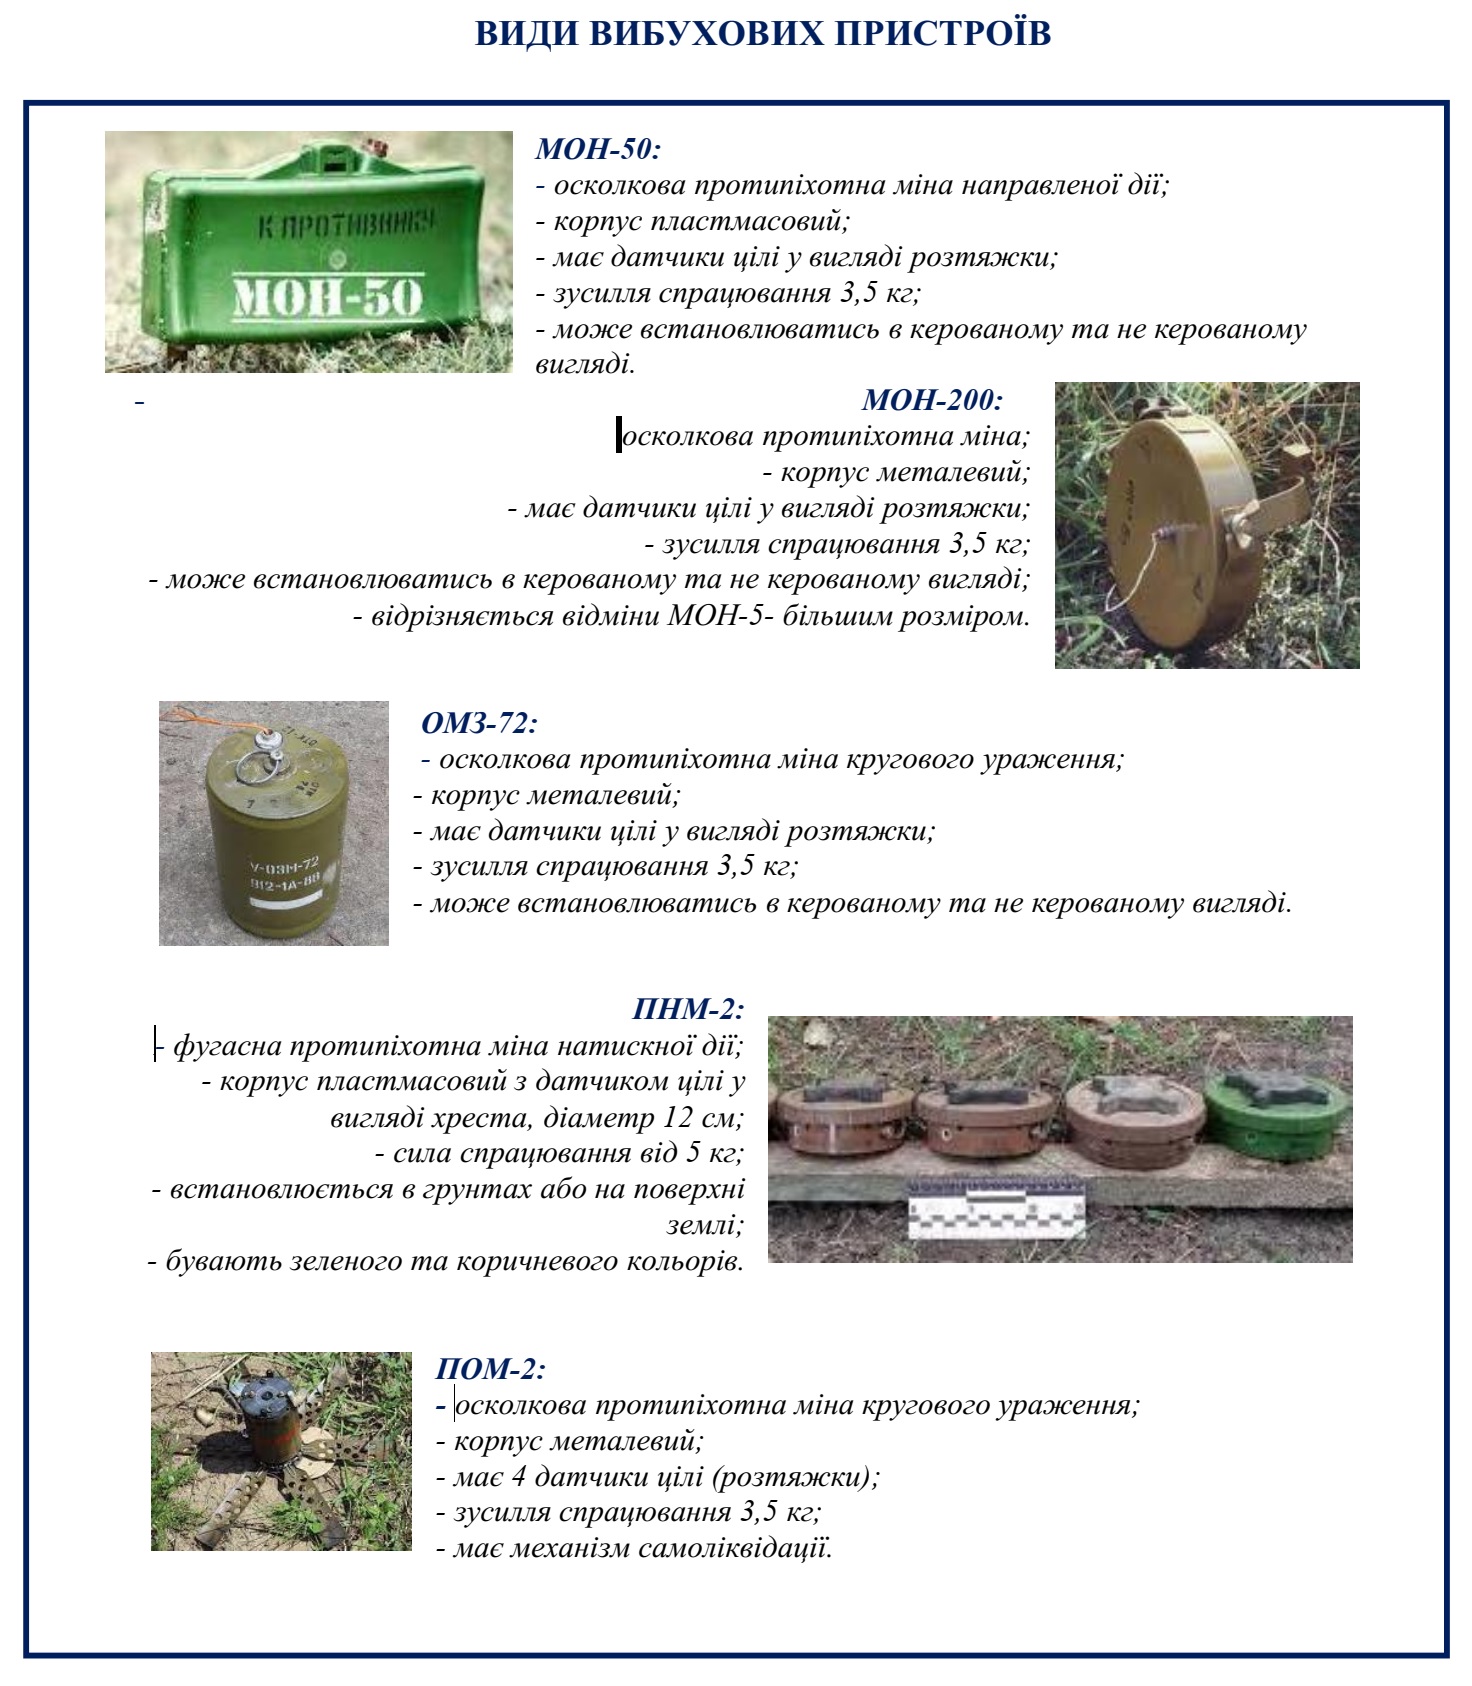 ВИДИ ВИБУХОВИХ ПРИСТРОЇВ
К ПРОТИВНИКУ
МОН-50
МОН-50:
- осколкова протипіхотна міна направленої дії;
- корпус пластмасовий;
- має датчики цілі у вигляді розтяжки;
- зусилля спрацювання 3,5 кг;
- може встановлюватись в керованому та не керованому
вигляді.
- МОН-200:
осколкова протипіхотна міна;
- корпус металевий;
- має датчики цілі у вигляді розтяжки;
- зусилля спрацювання 3,5 кг;
- може встановлюватись в керованому та не керованому вигляді;
- відрізняється відміни МОН-5- більшим розміром.
У-ОЗМ-72
912-1А-88
ОМЗ-72:
- осколкова протипіхотна міна кругового ураження;
- корпус металевий;
- має датчики цілі у вигляді розтяжки;
- зусилля спрацювання 3,5 кг;
- може встановлюватись в керованому та не керованому вигляді.
ПНМ-2:
- фугасна протипіхотна міна натискної дії;
- корпус пластмасовий з датчиком цілі у
вигляді хреста, діаметр 12 см;
- сила спрацювання від 5 кг;
- встановлюється в грунтах або на поверхні
землі;
- бувають зеленого та коричневого кольорів.
ПОМ-2:
- осколкова протипіхотна міна кругового ураження;
- корпус металевий;
- має 4 датчики цілі (розтяжки);
- зусилля спрацювання 3,5 кг;
- має механізм самоліквідації.